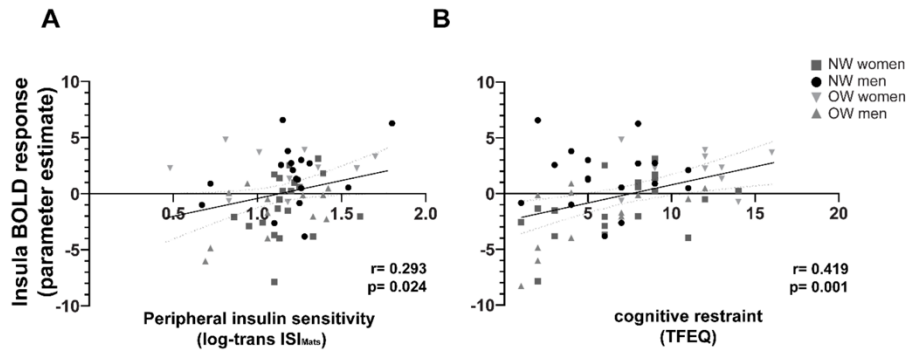 A
B
Insula BOLD response
(parameter estimate)
10
5
0
-5
-10
0.5
1.0
1.5
2.0
r= 0.293
p= 0.024
Peripheral insulin sensitivity
(log-trans ISIMats)
10
5
0
-5
-10
5
10
15
20
r= 0.419
p= 0.001
cognitive restraint
(TFEQ)
NW women
NW men
OW women
OW men